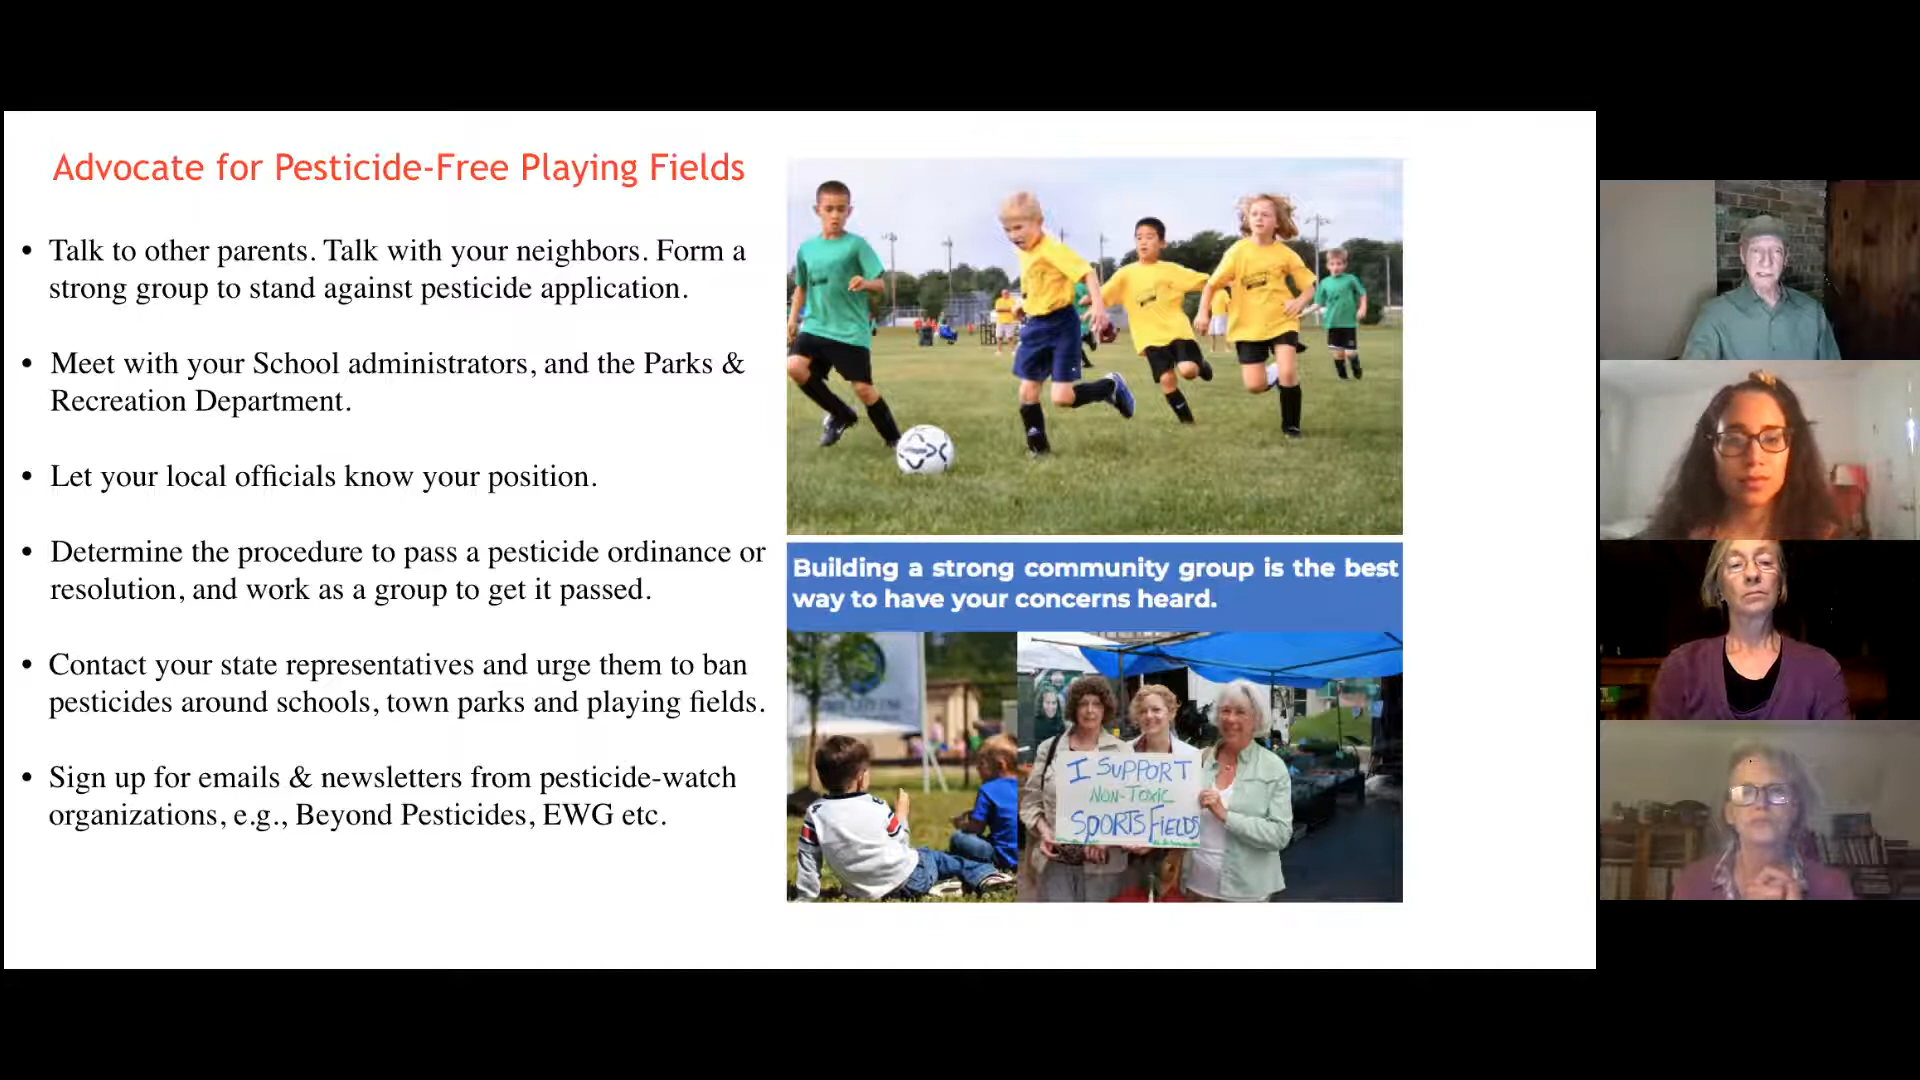 Advocate for Pesticide-Free Playing Fields
• Talk to other parents. Talk with your neighbors. Form a
strong group to stand against pesticide application.
• Meet with your School administrators, and the Parks &
Recreation Department.
• Let your local officials know your position.
• Determine the procedure to pass a pesticide ordinance or
resolution, and work as a group to get it passed.
• Contact your state representatives and urge them to ban
pesticides around schools, town parks and playing fields.
• Sign up for emails & newsletters from pesticide-watch
organizations, e.g., Beyond Pesticides, EWG etc.
Building a strong community group is the best
way to have your concerns heard.
I SUPPORT
NON-TOXIC
SPORTS FIELDS